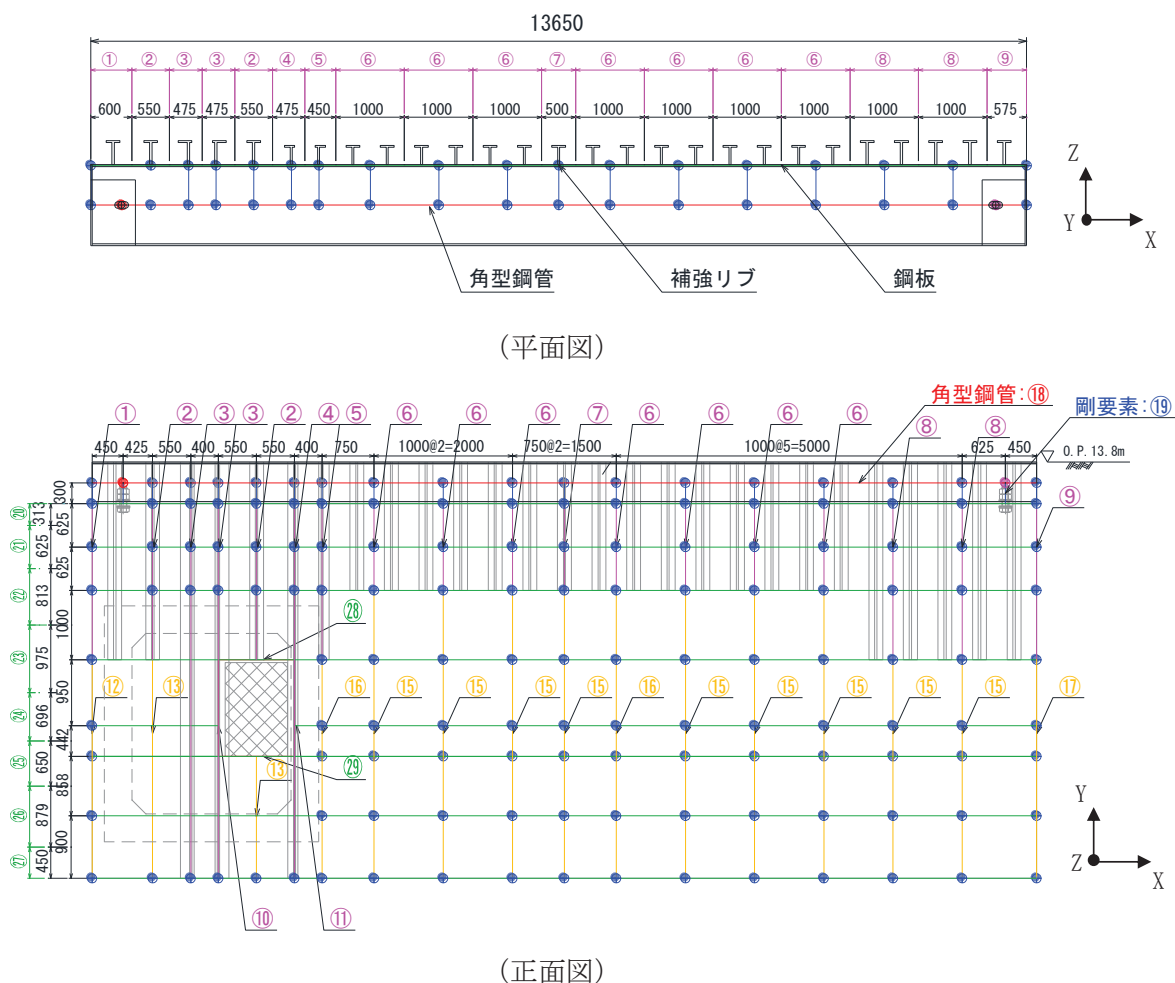 13650
① ② ③ ③ ② ④ ⑤ ⑥ ⑥ ⑥ ⑦ ⑥ ⑥ ⑥ ⑥ ⑧ ⑧ ⑨
600 550 475 475 550 475 450 1000 1000 1000 500 1000 1000 1000 1000 1000 1000 575
Z
Y
X
角型鋼管
補強リブ
鋼板
(平面図)
角型鋼管:⑱
剛要素:⑲
① ② ③ ③ ② ④ ⑤ ⑥ ⑥ ⑥ ⑦ ⑥ ⑥ ⑥ ⑥ ⑧ ⑧
450 425 550 400 550 550 400 750 1000@2=2000 750@2=1500 1000@5=5000 625 450
O.P.13.8m
300
⑳ 313 625
㉑ 625 625
⑨
㉒ 813 1000
㉘
㉓ 975 950
⑫ ⑬ ⑯ ⑮ ⑮ ⑮ ⑮ ⑯ ⑮ ⑮ ⑮ ⑮ ⑮ ⑰
㉔ 696 442
㉕ 650 858
㉙
⑬
㉖ 879 900
㉗ 450
Y
Z
X
⑩ ⑪
(正面図)